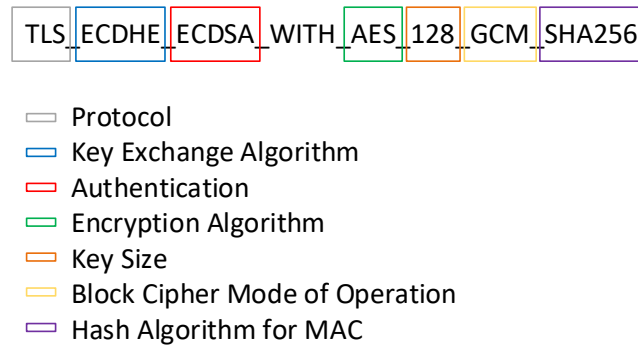 TLS_ECDHE_ECDSA_WITH_AES_128_GCM_SHA256
Protocol
Key Exchange Algorithm
Authentication
Encryption Algorithm
Key Size
Block Cipher Mode of Operation
Hash Algorithm for MAC